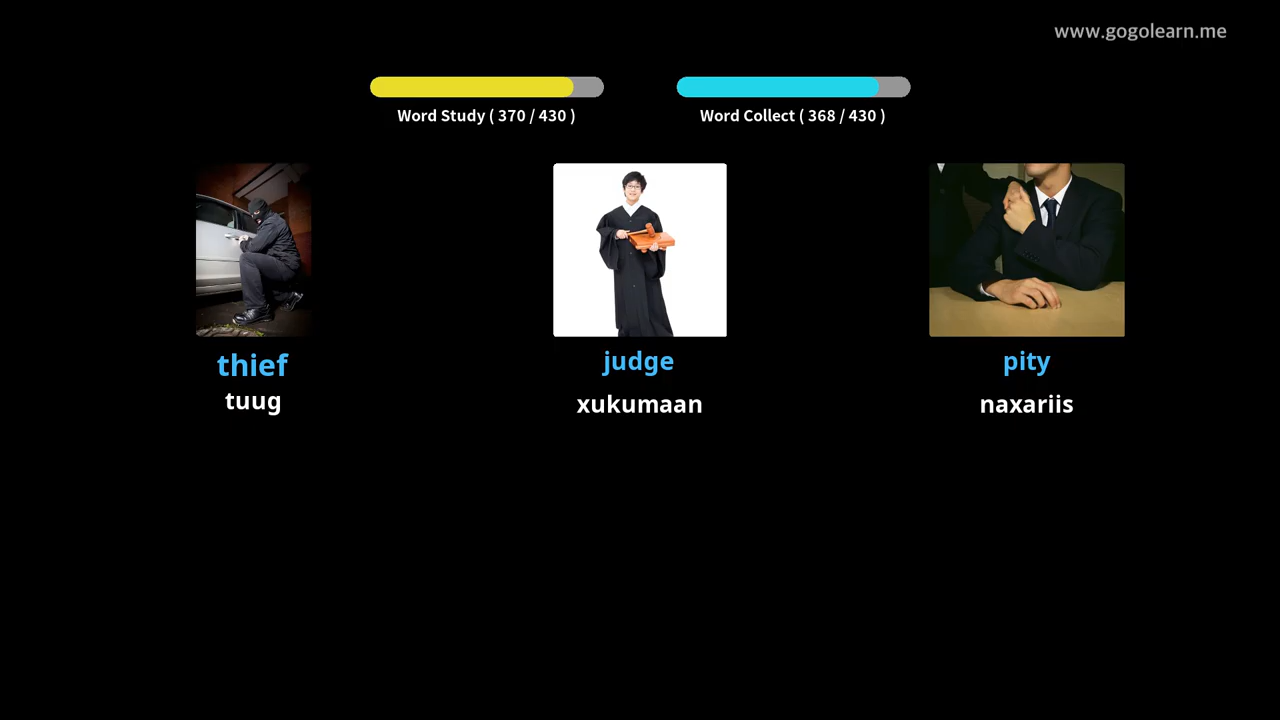 www.gogolearn.me
Word Study ( 370 / 430 )
Word Collect ( 368 / 430 )
thief
tuug
judge
xukumaan
pity
naxariis